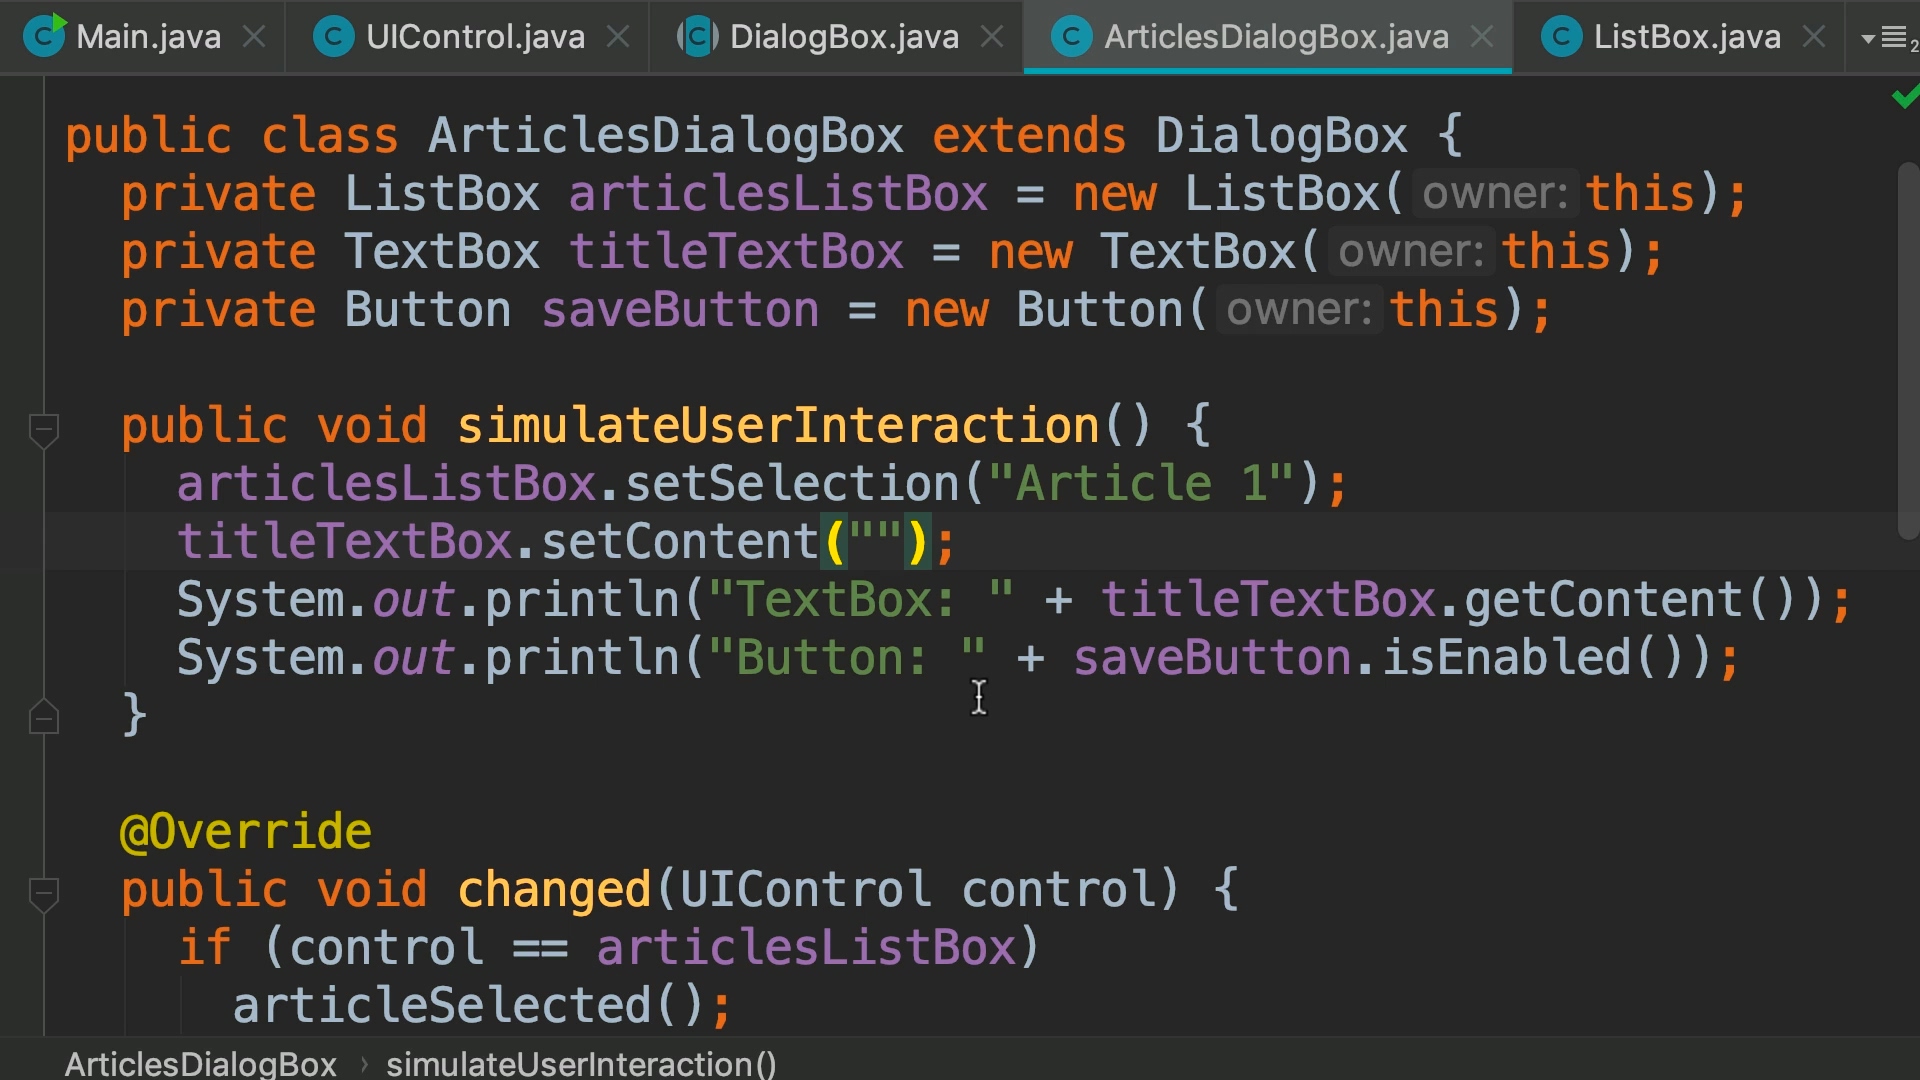 Main.java UIControl.java DialogBox.java ArticlesDialogBox.java ListBox.java 2
public class ArticlesDialogBox extends DialogBox {
private ListBox articlesListBox = new ListBox( owner: this);
private TextBox titleTextBox = new TextBox( owner: this);
private Button saveButton = new Button( owner: this);
public void simulateUserInteraction() {
articlesListBox.setSelection("Article 1");
titleTextBox.setContent("");
System.out.println("TextBox: " + titleTextBox.getContent());
System.out.println("Button: " + saveButton.isEnabled());
}
@Override
public void changed(UIControl control) {
if (control == articlesListBox)
articleSelected();
ArticlesDialogBox › simulateUserInteraction()